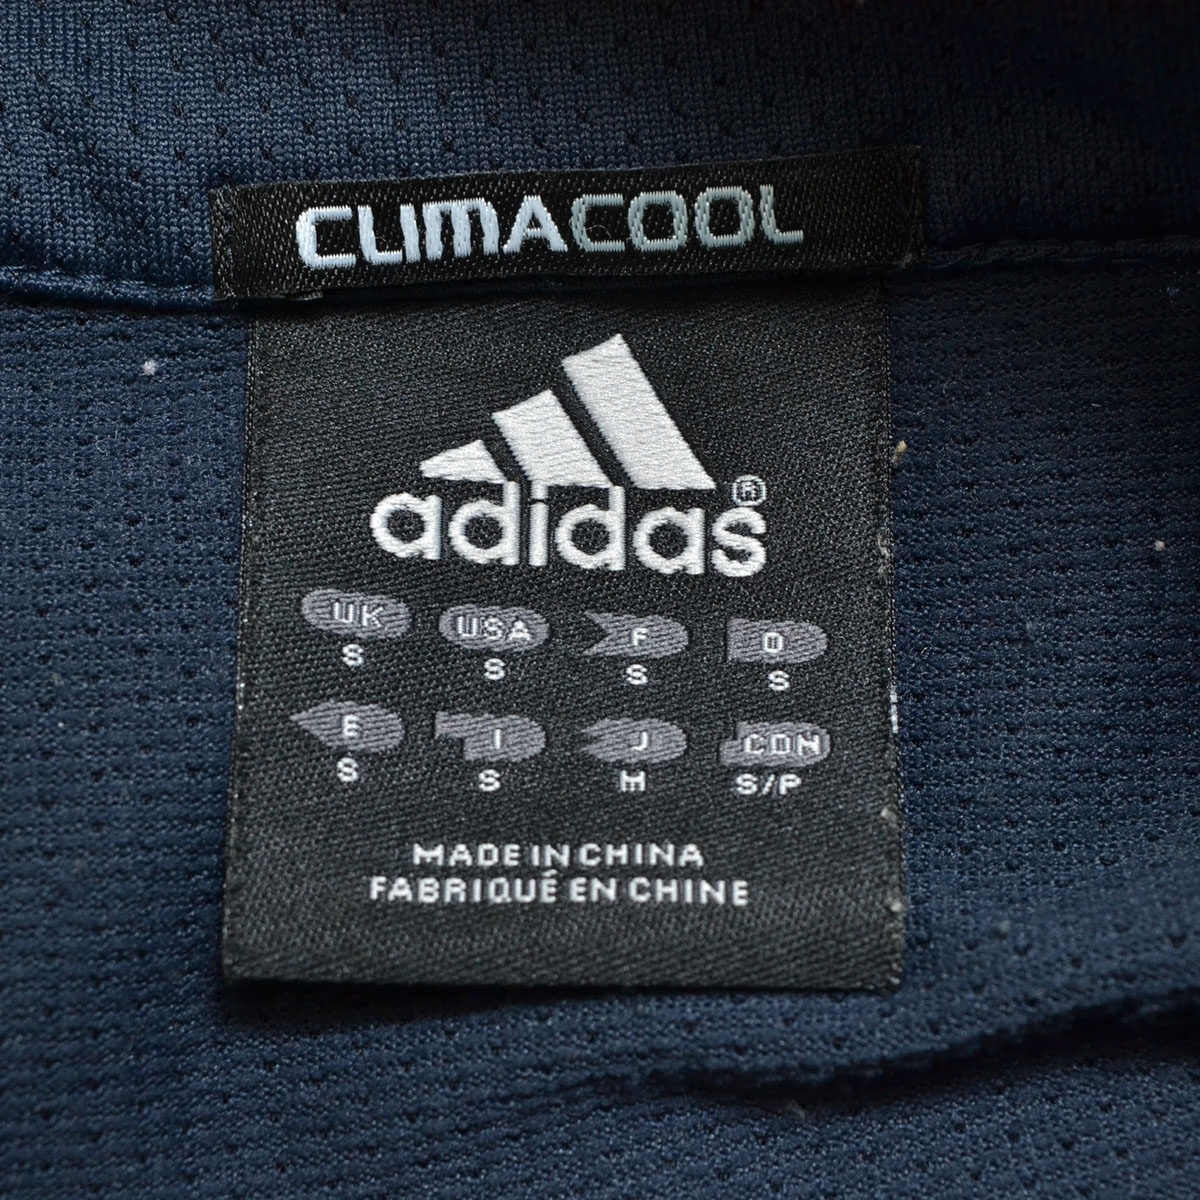 CLIMACOOL
adidas®
UK USA F D
S S S S
E I J CDN
S S M S/P
MADE IN CHINA
FABRIQUÉ EN CHINE